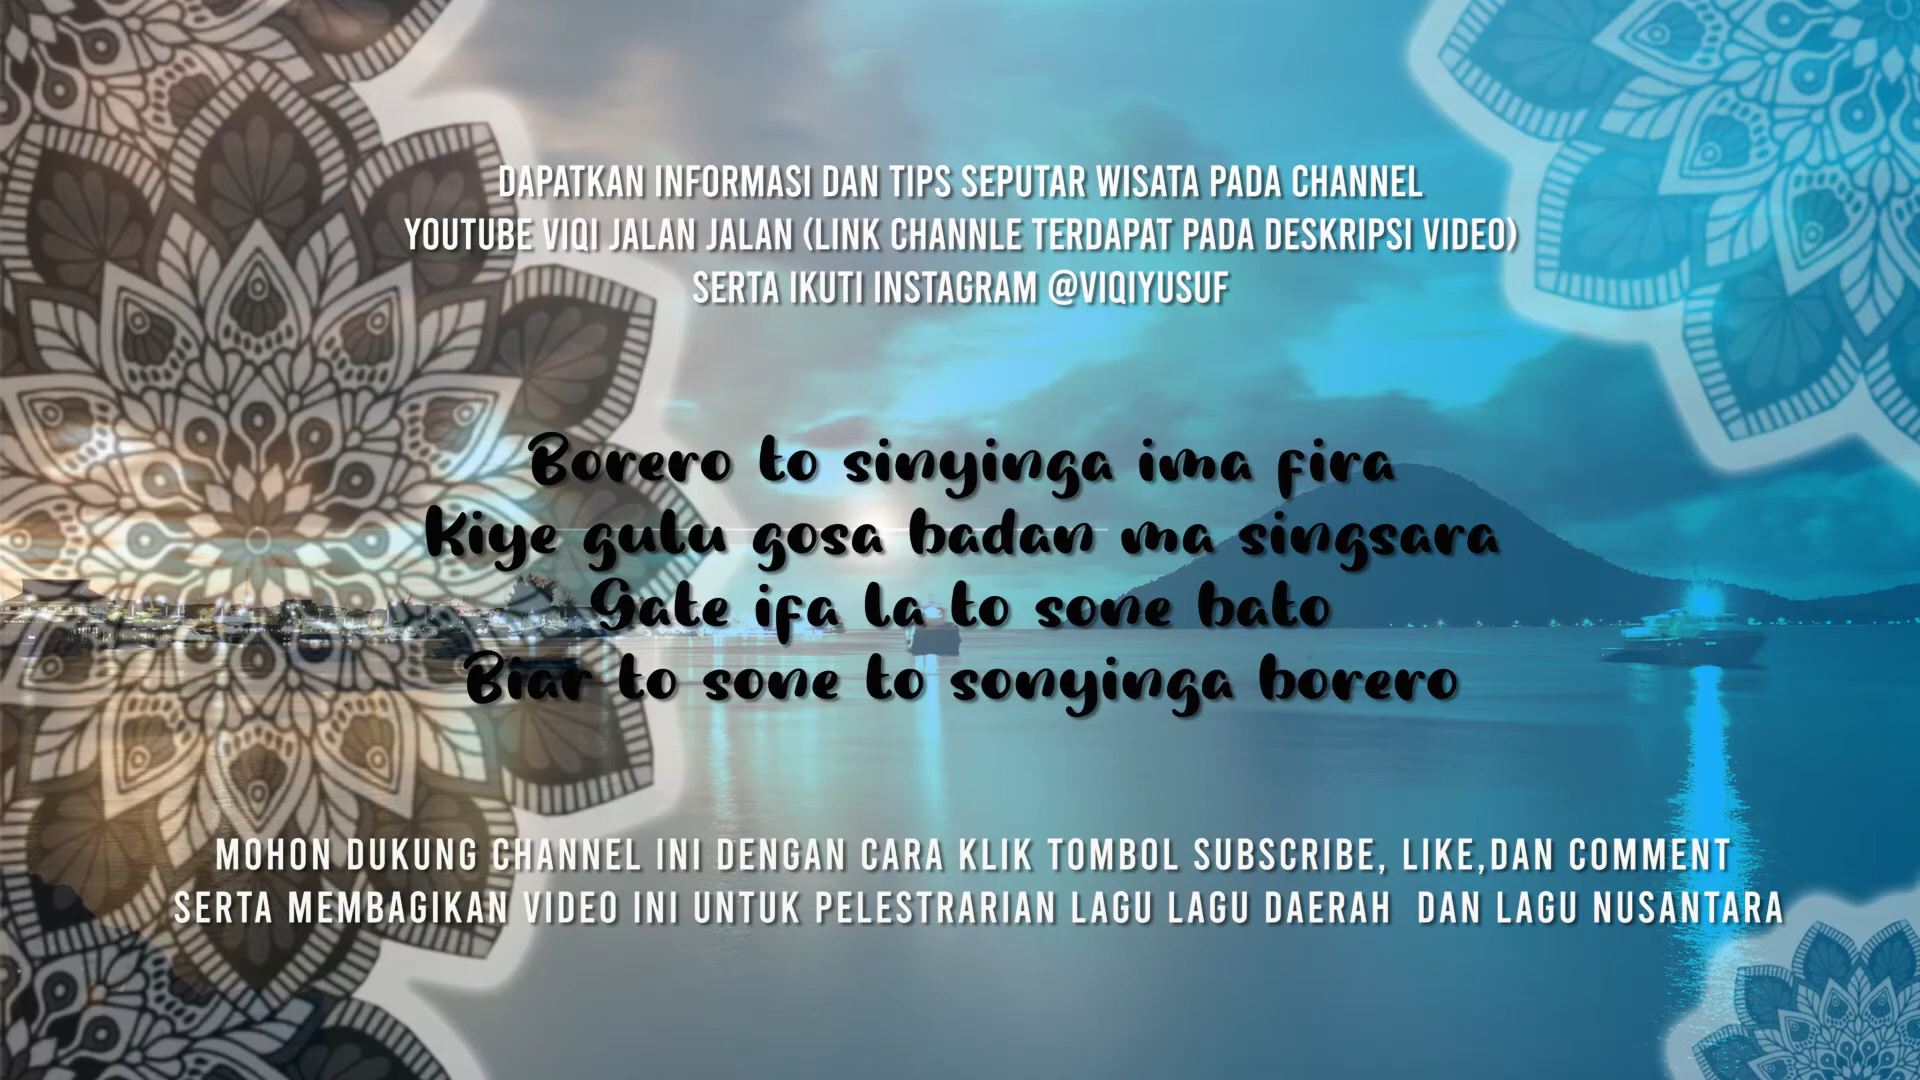 DAPATKAN INFORMASI DAN TIPS SEPUTAR WISATA PADA CHANNEL
YOUTUBE VIQI JALAN JALAN (LINK CHANNLE TERDAPAT PADA DESKRIPSI VIDEO)
SERTA IKUTI INSTAGRAM @VIQIYUSUF
Borero to sinyinga ima fira
Kiye gulu gosa badan ma singsara
Gate ifa la to sone bato
Biar to sone to sonyinga borero
MOHON DUKUNG CHANNEL INI DENGAN CARA KLIK TOMBOL SUBSCRIBE, LIKE,DAN COMMENT
SERTA MEMBAGIKAN VIDEO INI UNTUK PELESTRARIAN LAGU LAGU DAERAH  DAN LAGU NUSANTARA